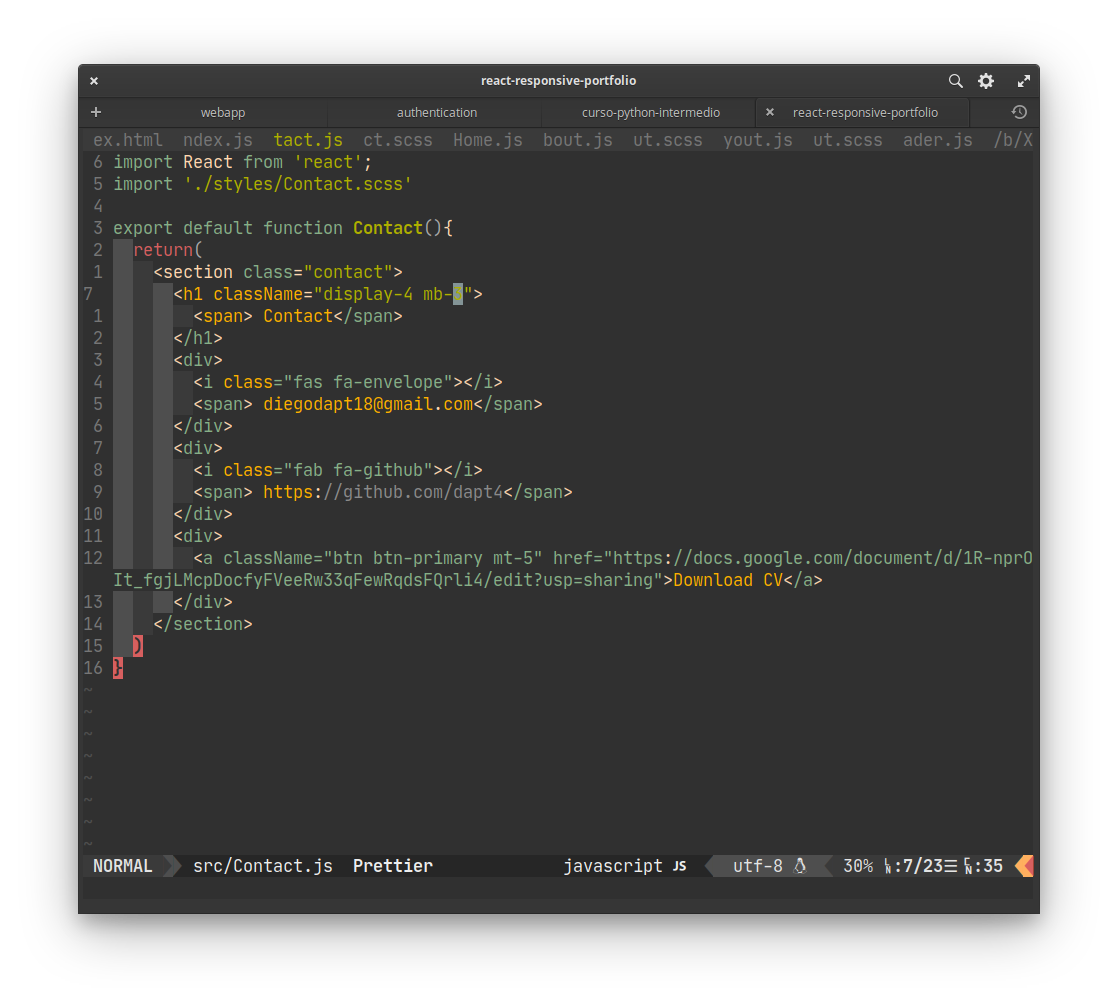 react-responsive-portfolio
webapp authentication curso-python-intermedio × react-responsive-portfolio
ex.html ndex.js tact.js ct.scss Home.js bout.js ut.scss yout.js ut.scss ader.js /b/X
6 import React from 'react';
5 import './styles/Contact.scss'
4
3 export default function Contact(){
2   return(
1     <section class="contact">
7       <h1 className="display-4 mb-3">
1         <span> Contact</span>
2       </h1>
3       <div>
4         <i class="fas fa-envelope"></i>
5         <span> diegodapt18@gmail.com</span>
6       </div>
7       <div>
8         <i class="fab fa-github"></i>
9         <span> https://github.com/dapt4</span>
10       </div>
11       <div>
12         <a className="btn btn-primary mt-5" href="https://docs.google.com/document/d/1R-nprO
It_fgjLMcpDocfyFVeeRw33qFewRqdsFQrli4/edit?usp=sharing">Download CV</a>
13       </div>
14     </section>
15   )
16 }
~
~
~
~
~
~
~
~
NORMAL src/Contact.js Prettier javascript JS utf-8 30% LN:7/23☰ CN:35